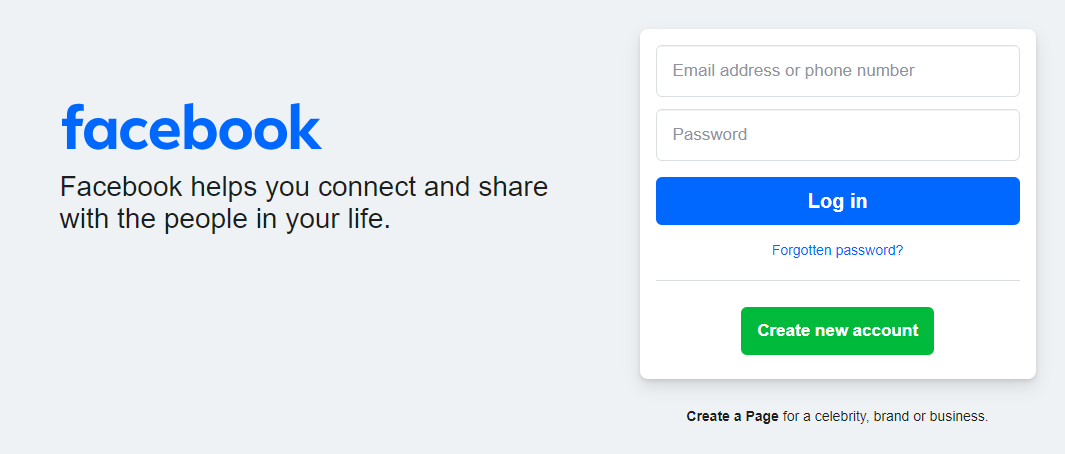 facebook
Facebook helps you connect and share
with the people in your life.
Email address or phone number
Password
Log in
Forgotten password?
Create new account
Create a Page for a celebrity, brand or business.